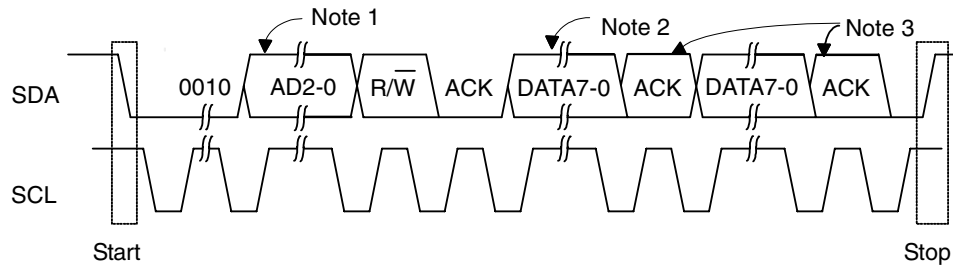 Note 1
Note 2
Note 3
SDA
0010
AD2-0
R/W̅
ACK
DATA7-0
ACK
DATA7-0
ACK
SCL
Start
Stop